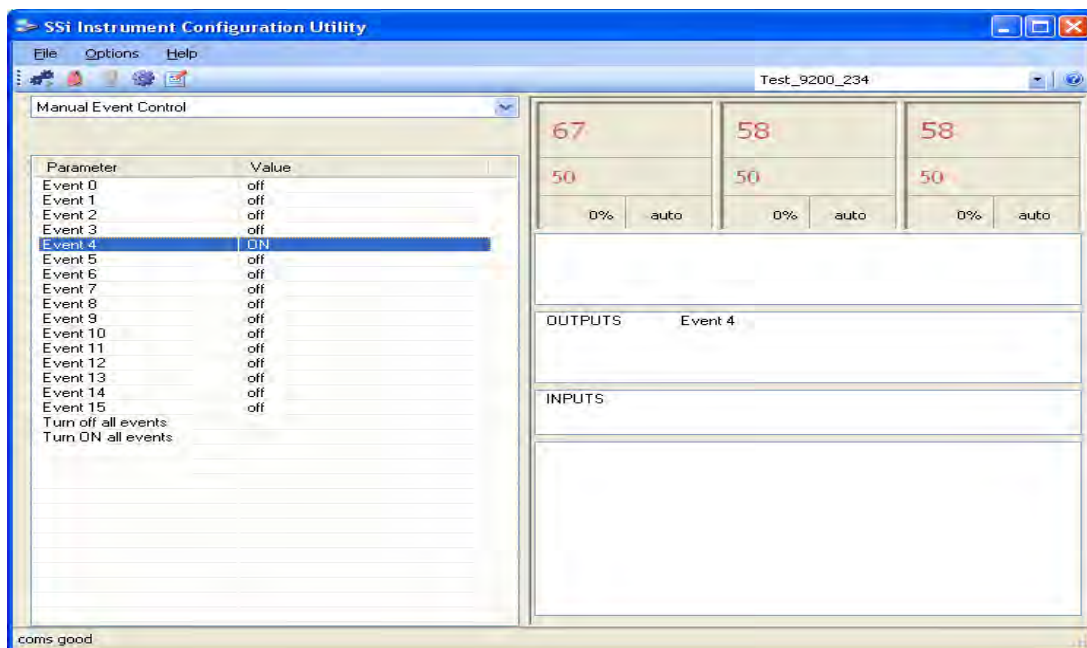 SSi Instrument Configuration Utility
File Options Help
Test_9200_234
Manual Event Control
Parameter Value
Event 0 off
Event 1 off
Event 2 off
Event 3 off
Event 4 ON
Event 5 off
Event 6 off
Event 7 off
Event 8 off
Event 9 off
Event 10 off
Event 11 off
Event 12 off
Event 13 off
Event 14 off
Event 15 off
Turn off all events
Turn ON all events
67 58 58
50 50 50
0% auto 0% auto 0% auto
OUTPUTS Event 4
INPUTS
coms good